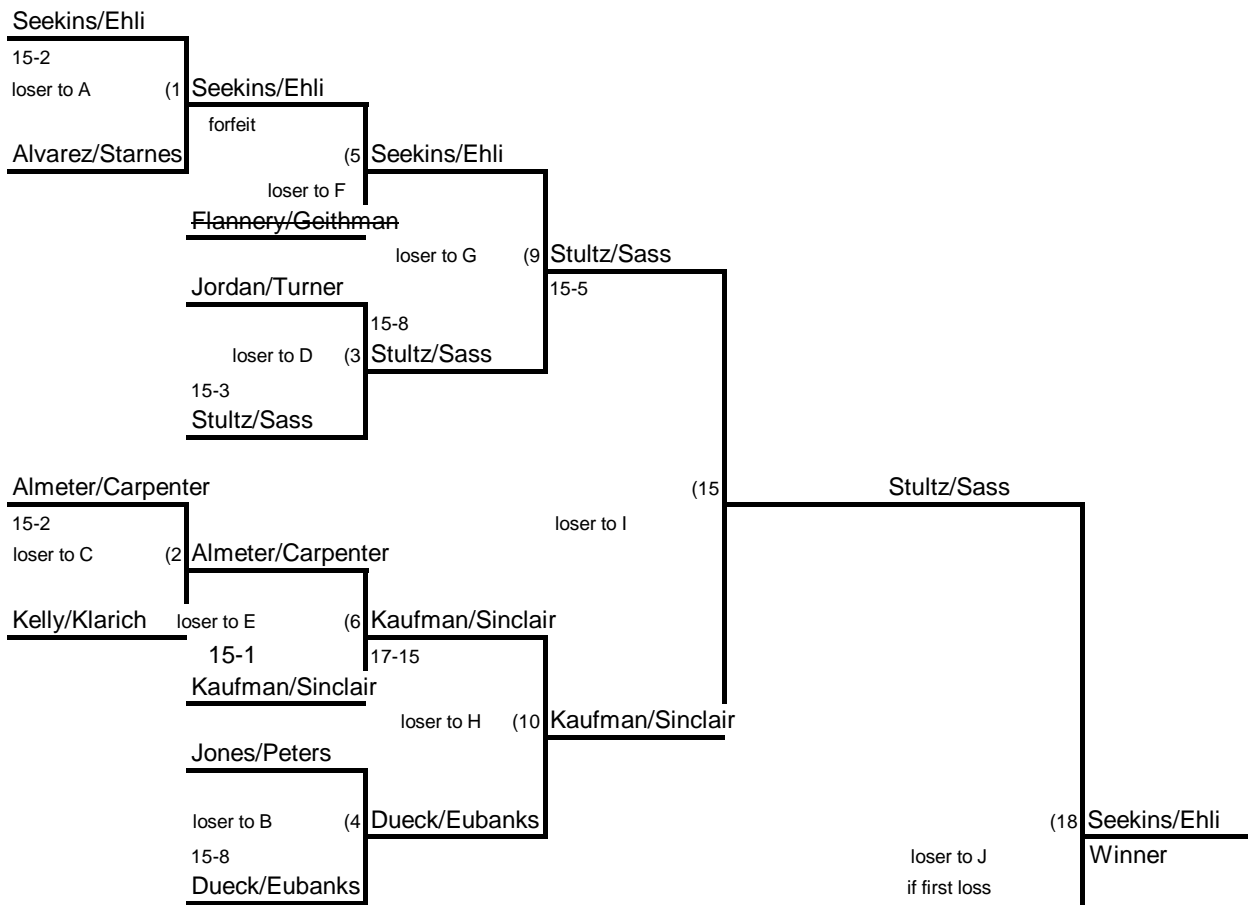 Seekins/Ehli
15-2
loser to A (1 Seekins/Ehli
forfeit
Alvarez/Starnes (5 Seekins/Ehli
loser to F
Flannery/Geithman
loser to G (9 Stultz/Sass
Jordan/Turner 15-5
15-8
loser to D (3 Stultz/Sass
15-3
Stultz/Sass
Almeter/Carpenter (15 Stultz/Sass
15-2 loser to I
loser to C (2 Almeter/Carpenter
Kelly/Klarich loser to E (6 Kaufman/Sinclair
15-1 17-15
Kaufman/Sinclair
loser to H (10 Kaufman/Sinclair
Jones/Peters
loser to B (4 Dueck/Eubanks (18 Seekins/Ehli
15-8 loser to J Winner
Dueck/Eubanks if first loss